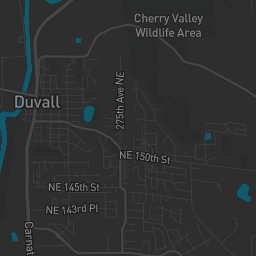 Cherry Valley
Wildlife Area
275th Ave NE
Duvall
NE 150th St
NE 145th St
NE 143rd Pl
Carnat